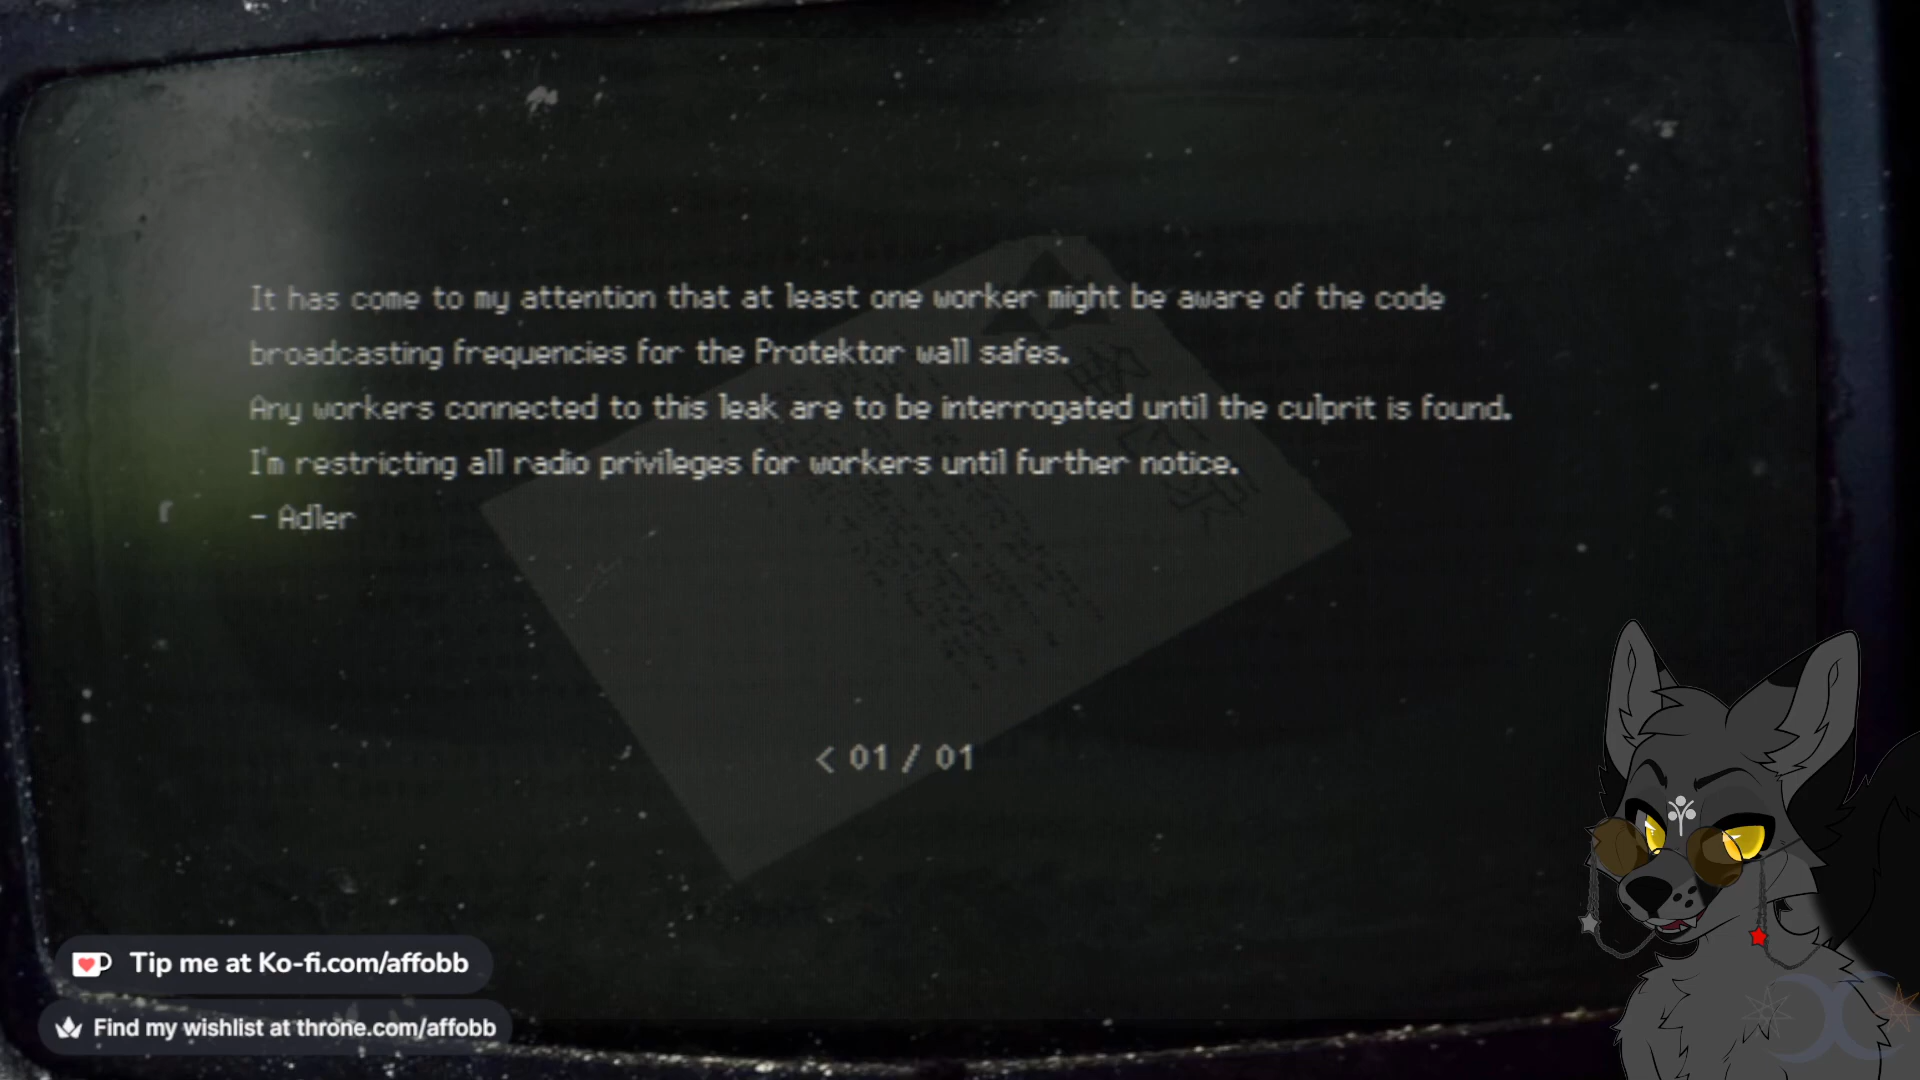 It has come to my attention that at least one worker might be aware of the code
broadcasting frequencies for the Protektor wall safes.
Any workers connected to this leak are to be interrogated until the culprit is found.
I'm restricting all radio privileges for workers until further notice.
- Adler
< 01 / 01
Tip me at Ko-fi.com/affobb
Find my wishlist at throne.com/affobb